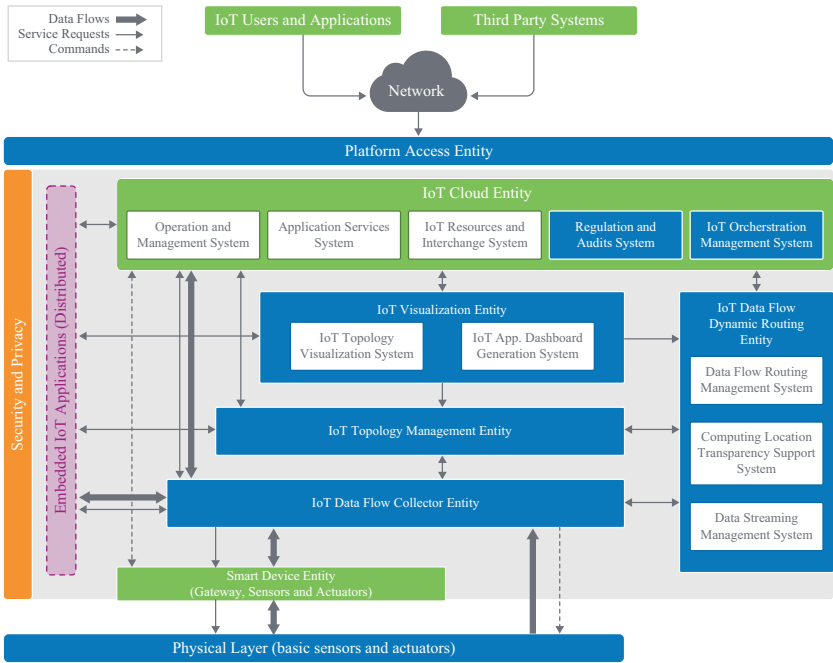 Data Flows
Service Requests
Commands
IoT Users and Applications
Third Party Systems
Network
Platform Access Entity
Security and Privacy
Embedded IoT Applications (Distributed)
IoT Cloud Entity
Operation and
Management System
Application Services
System
IoT Resources and
Interchange System
Regulation and
Audits System
IoT Orcherstration
Management System
IoT Visualization Entity
IoT Topology
Visualization System
IoT App. Dashboard
Generation System
IoT Data Flow
Dynamic Routing
Entity
Data Flow Routing
Management System
Computing Location
Transparency Support
System
Data Streaming
Management System
IoT Topology Management Entity
IoT Data Flow Collector Entity
Smart Device Entity
(Gateway, Sensors and Actuators)
Physical Layer (basic sensors and actuators)